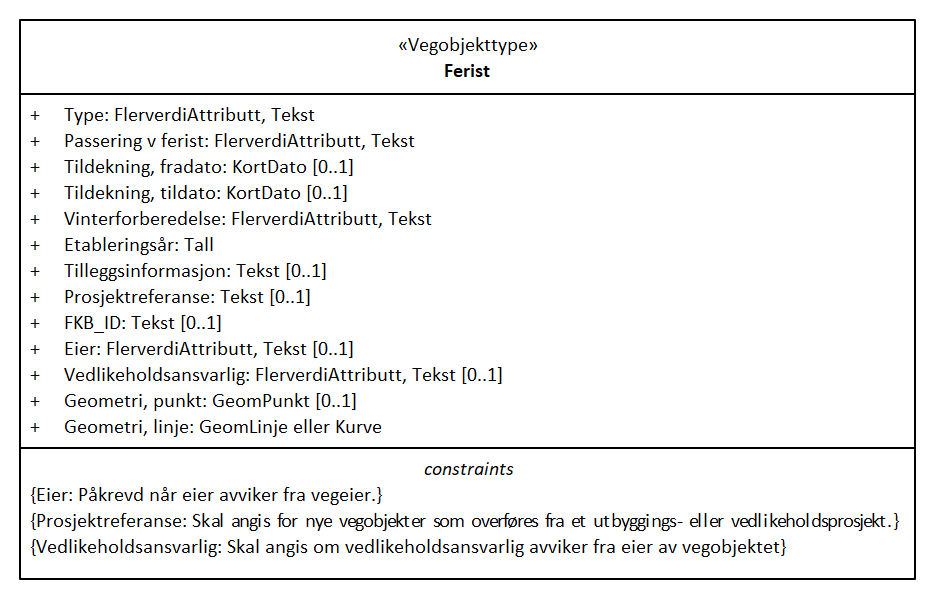 «Vegobjekttype»
Ferist
+ Type: FlerverdiAttributt, Tekst
+ Passering v ferist: FlerverdiAttributt, Tekst
+ Tildekning, fradato: KortDato [0..1]
+ Tildekning, tildato: KortDato [0..1]
+ Vinterforberedelse: FlerverdiAttributt, Tekst
+ Etableringsår: Tall
+ Tilleggsinformasjon: Tekst [0..1]
+ Prosjektreferanse: Tekst [0..1]
+ FKB_ID: Tekst [0..1]
+ Eier: FlerverdiAttributt, Tekst [0..1]
+ Vedlikeholdsansvarlig: FlerverdiAttributt, Tekst [0..1]
+ Geometri, punkt: GeomPunkt [0..1]
+ Geometri, linje: GeomLinje eller Kurve
constraints
{Eier: Påkrevd når eier avviker fra vegeier.}
{Prosjektreferanse: Skal angis for nye vegobjekter som overføres fra et utbyggings- eller vedlikeholdsprosjekt.}
{Vedlikeholdsansvarlig: Skal angis om vedlikeholdsansvarlig avviker fra eier av vegobjektet}